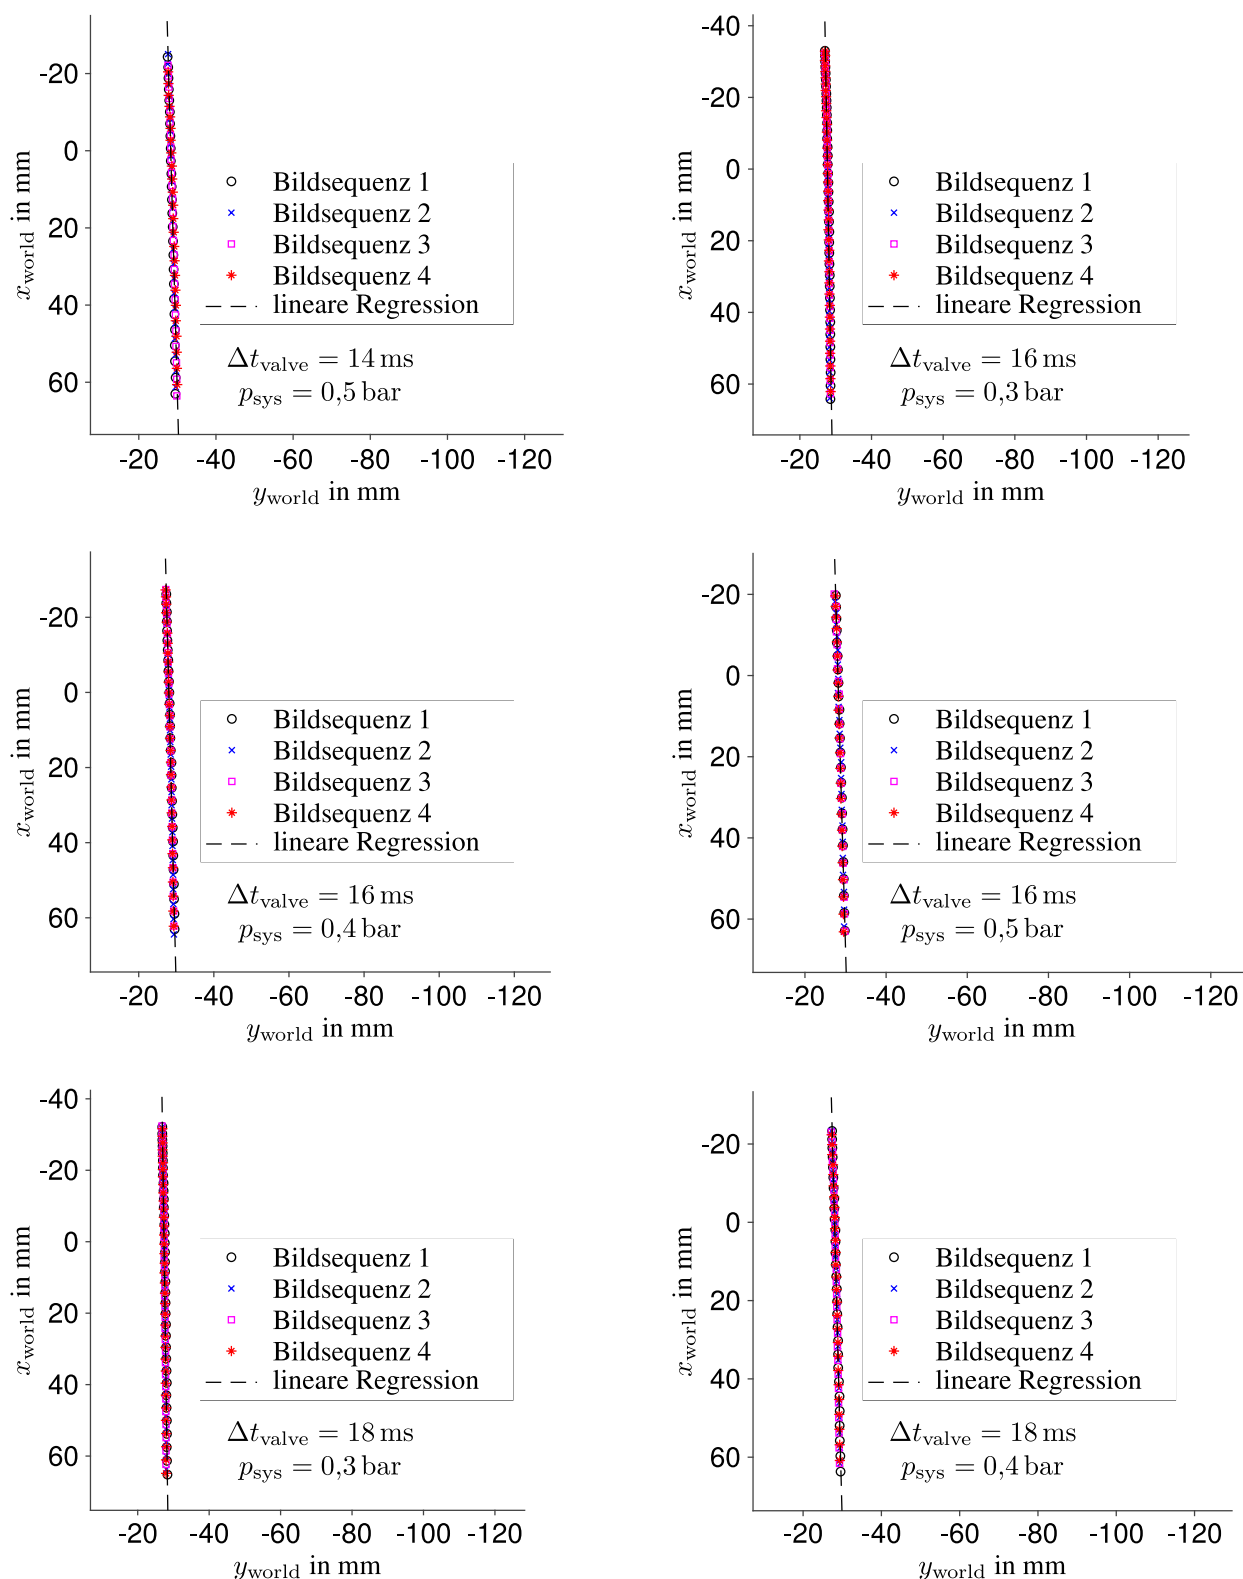 -20
0
20
40
60
x_world in mm
Bildsequenz 1
Bildsequenz 2
Bildsequenz 3
Bildsequenz 4
lineare Regression
Δt_valve = 14 ms
p_sys = 0,5 bar
-20 -40 -60 -80 -100 -120
y_world in mm
-40
-20
0
20
40
60
x_world in mm
Bildsequenz 1
Bildsequenz 2
Bildsequenz 3
Bildsequenz 4
lineare Regression
Δt_valve = 16 ms
p_sys = 0,3 bar
-20 -40 -60 -80 -100 -120
y_world in mm
-20
0
20
40
60
x_world in mm
Bildsequenz 1
Bildsequenz 2
Bildsequenz 3
Bildsequenz 4
lineare Regression
Δt_valve = 16 ms
p_sys = 0,4 bar
-20 -40 -60 -80 -100 -120
y_world in mm
-20
0
20
40
60
x_world in mm
Bildsequenz 1
Bildsequenz 2
Bildsequenz 3
Bildsequenz 4
lineare Regression
Δt_valve = 16 ms
p_sys = 0,5 bar
-20 -40 -60 -80 -100 -120
y_world in mm
-40
-20
0
20
40
60
x_world in mm
Bildsequenz 1
Bildsequenz 2
Bildsequenz 3
Bildsequenz 4
lineare Regression
Δt_valve = 18 ms
p_sys = 0,3 bar
-20 -40 -60 -80 -100 -120
y_world in mm
-20
0
20
40
60
x_world in mm
Bildsequenz 1
Bildsequenz 2
Bildsequenz 3
Bildsequenz 4
lineare Regression
Δt_valve = 18 ms
p_sys = 0,4 bar
-20 -40 -60 -80 -100 -120
y_world in mm